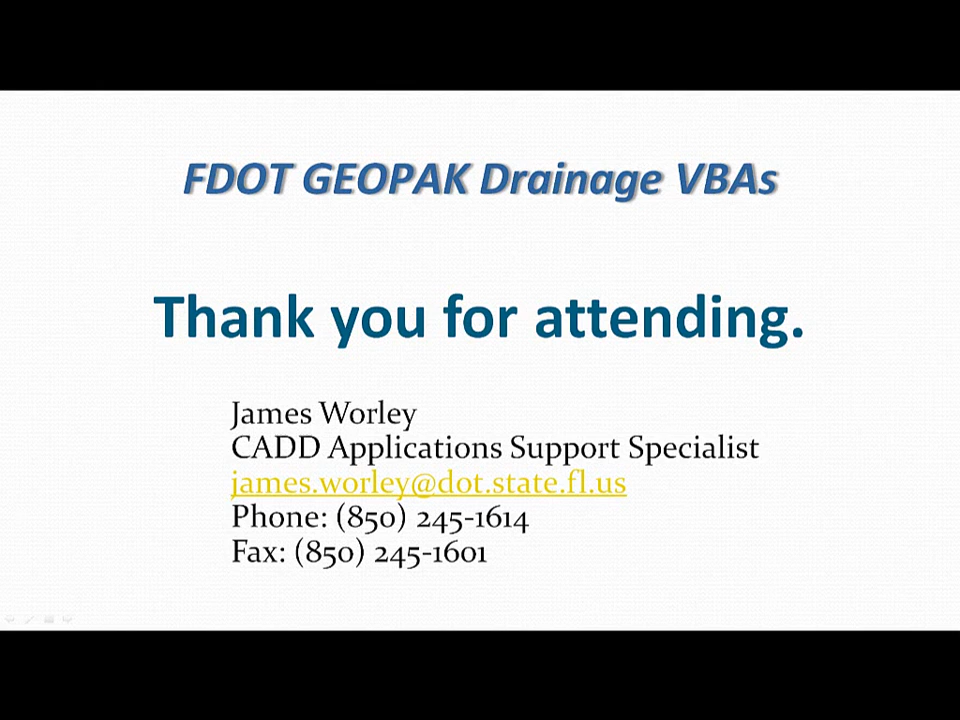 FDOT GEOPAK Drainage VBAs
Thank you for attending.
James Worley
CADD Applications Support Specialist
james.worley@dot.state.fl.us
Phone: (850) 245-1614
Fax: (850) 245-1601